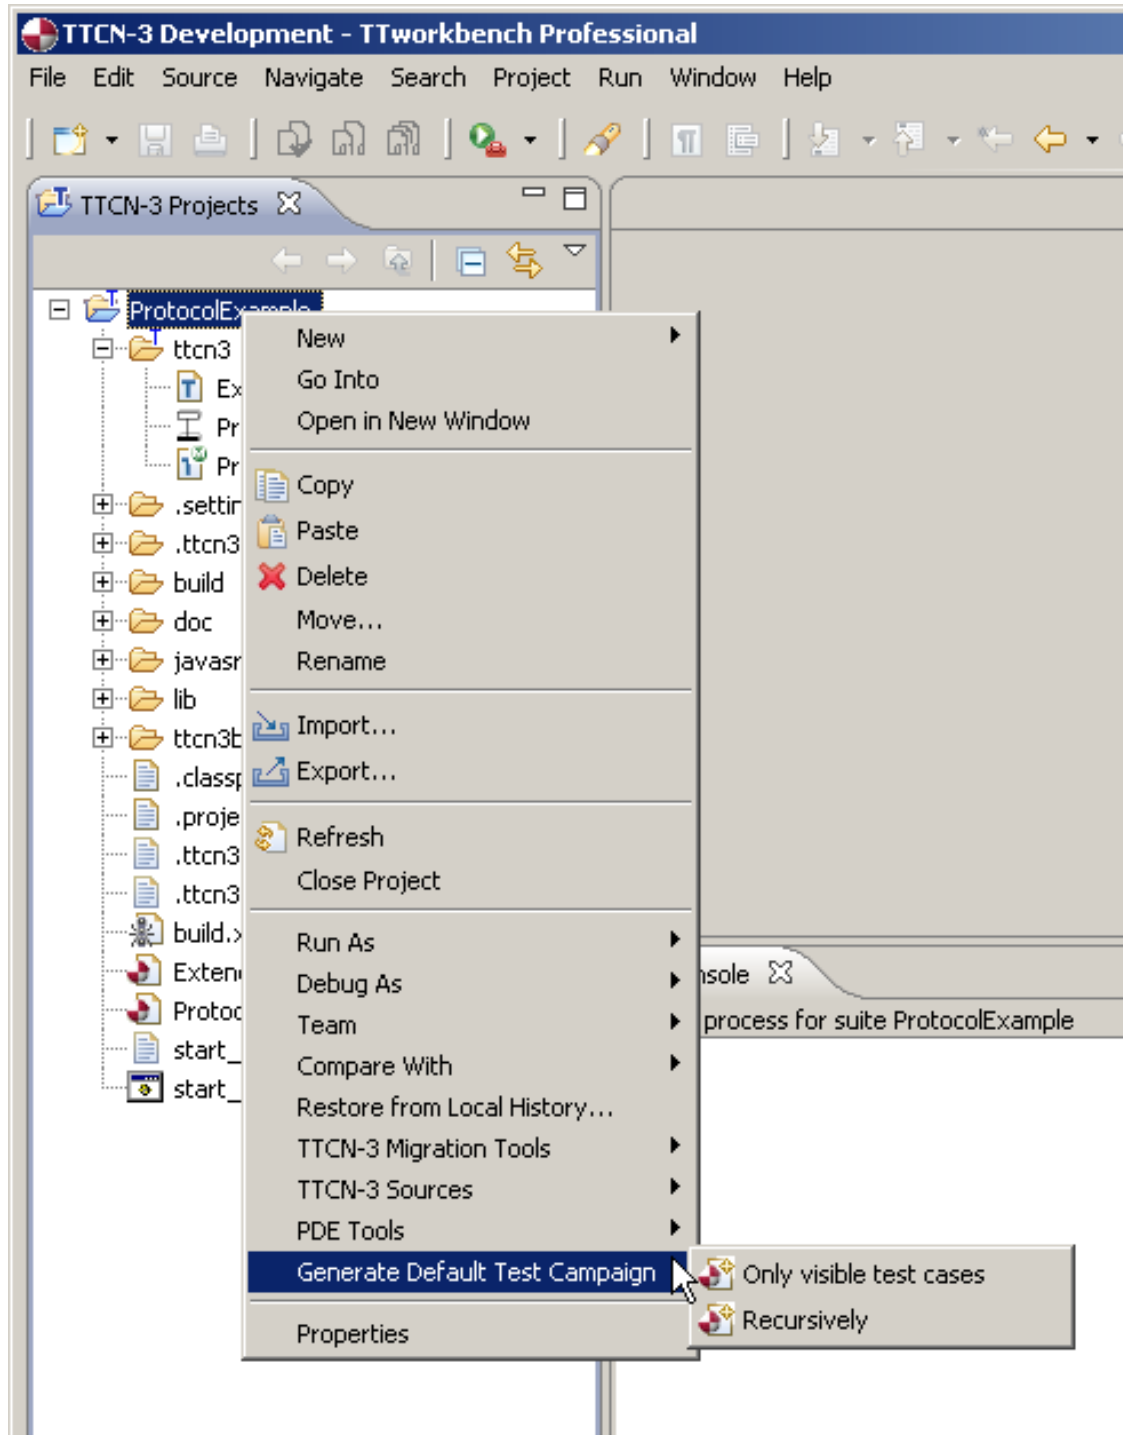 TTCN-3 Development - TTworkbench Professional
File Edit Source Navigate Search Project Run Window Help
TTCN-3 Projects
ProtocolExample
ttcn3
Ex
Pr
Pr
.settin
.ttcn3
build
doc
javasr
lib
ttcn3b
.classp
.proje
.ttcn3
.ttcn3
build.x
Exten
Protoc
start_
start_
New
Go Into
Open in New Window
Copy
Paste
Delete
Move...
Rename
Import...
Export...
Refresh
Close Project
Run As
Debug As
Team
Compare With
Restore from Local History...
TTCN-3 Migration Tools
TTCN-3 Sources
PDE Tools
Generate Default Test Campaign
Properties
Only visible test cases
Recursively
nsole
process for suite ProtocolExample